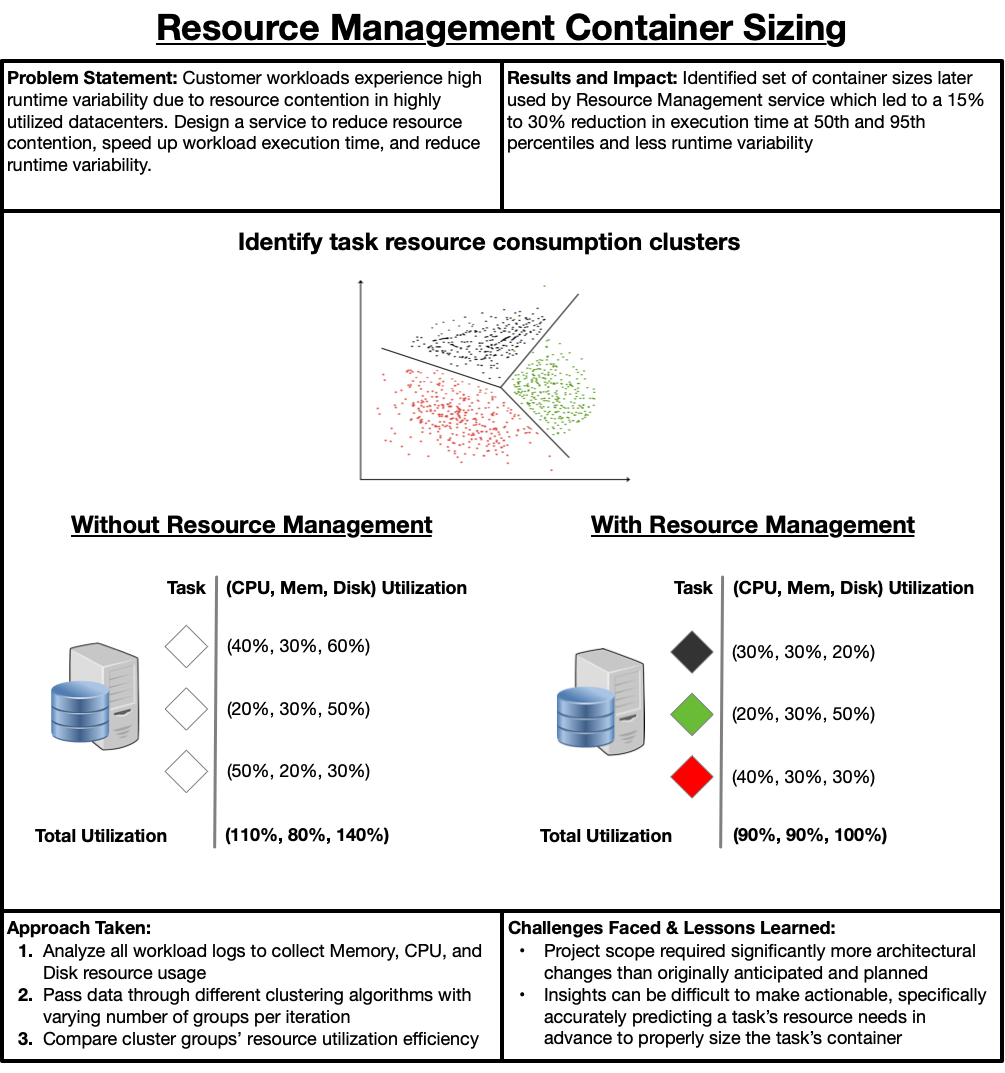 Resource Management Container Sizing
Problem Statement: Customer workloads experience high
runtime variability due to resource contention in highly
utilized datacenters. Design a service to reduce resource
contention, speed up workload execution time, and reduce
runtime variability.
Results and Impact: Identified set of container sizes later
used by Resource Management service which led to a 15%
to 30% reduction in execution time at 50th and 95th
percentiles and less runtime variability
Identify task resource consumption clusters
Without Resource Management
Task (CPU, Mem, Disk) Utilization
(40%, 30%, 60%)
(20%, 30%, 50%)
(50%, 20%, 30%)
Total Utilization (110%, 80%, 140%)
With Resource Management
Task (CPU, Mem, Disk) Utilization
(30%, 30%, 20%)
(20%, 30%, 50%)
(40%, 30%, 30%)
Total Utilization (90%, 90%, 100%)
Approach Taken:
1. Analyze all workload logs to collect Memory, CPU, and
Disk resource usage
2. Pass data through different clustering algorithms with
varying number of groups per iteration
3. Compare cluster groups’ resource utilization efficiency
Challenges Faced & Lessons Learned:
• Project scope required significantly more architectural
changes than originally anticipated and planned
• Insights can be difficult to make actionable, specifically
accurately predicting a task’s resource needs in
advance to properly size the task’s container